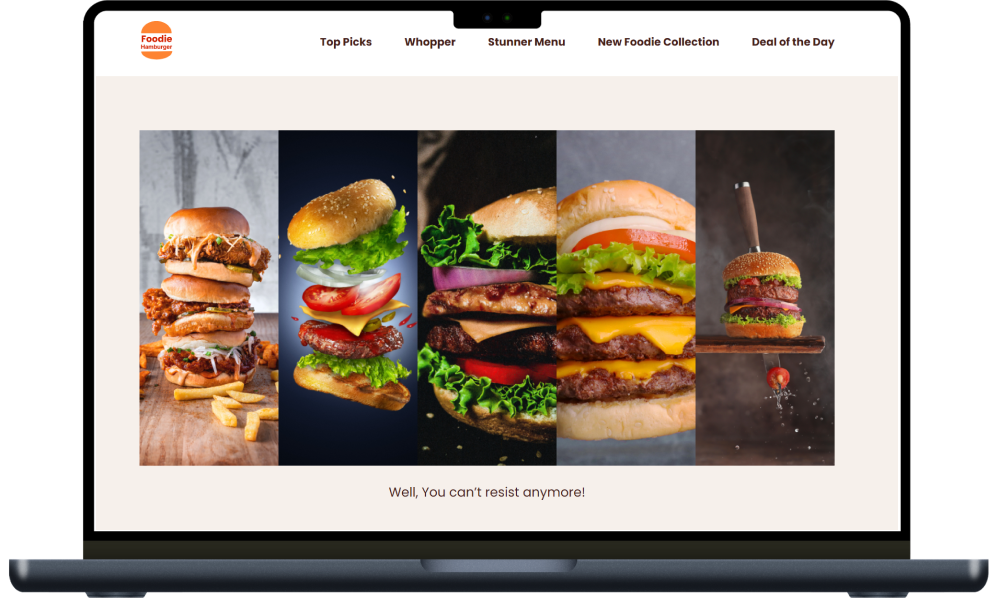 Foodie
Hamburger
Top Picks
Whopper
Stunner Menu
New Foodie Collection
Deal of the Day
Well, You can’t resist anymore!